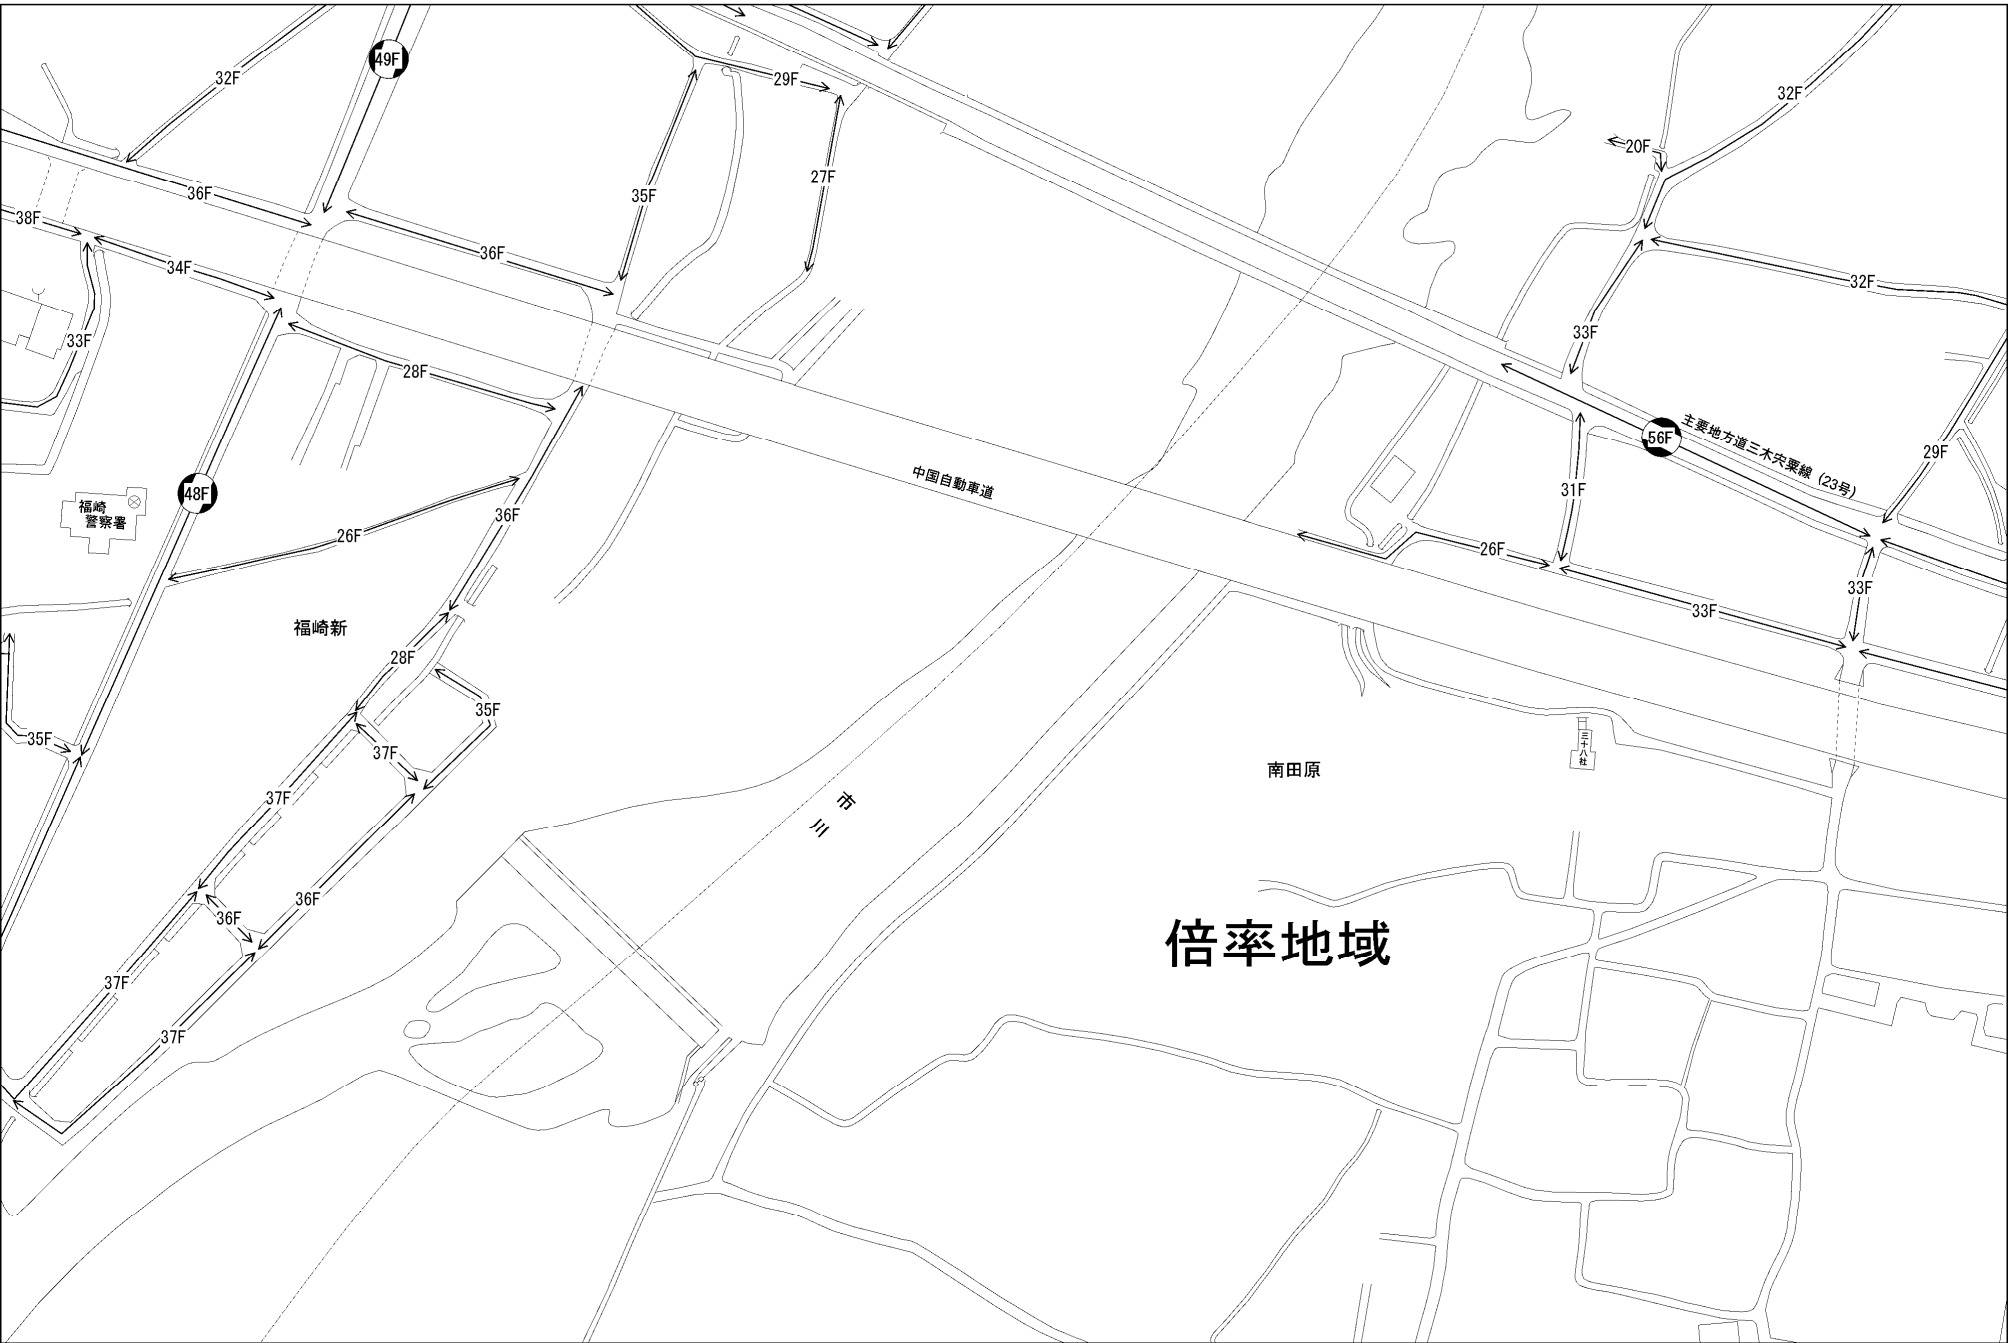 49F
32F
29F
32F
20F
27F
36F
35F
38F
36F
34F
32F
33F
33F
28F
主要地方道三木宍粟線 (23号)
56F
29F
中国自動車道
31F
48F
福崎
警察署
36F
26F
26F
33F
33F
福崎新
28F
35F
35F
37F
三十八社
南田原
37F
市川
36F
36F
倍率地域
37F
37F